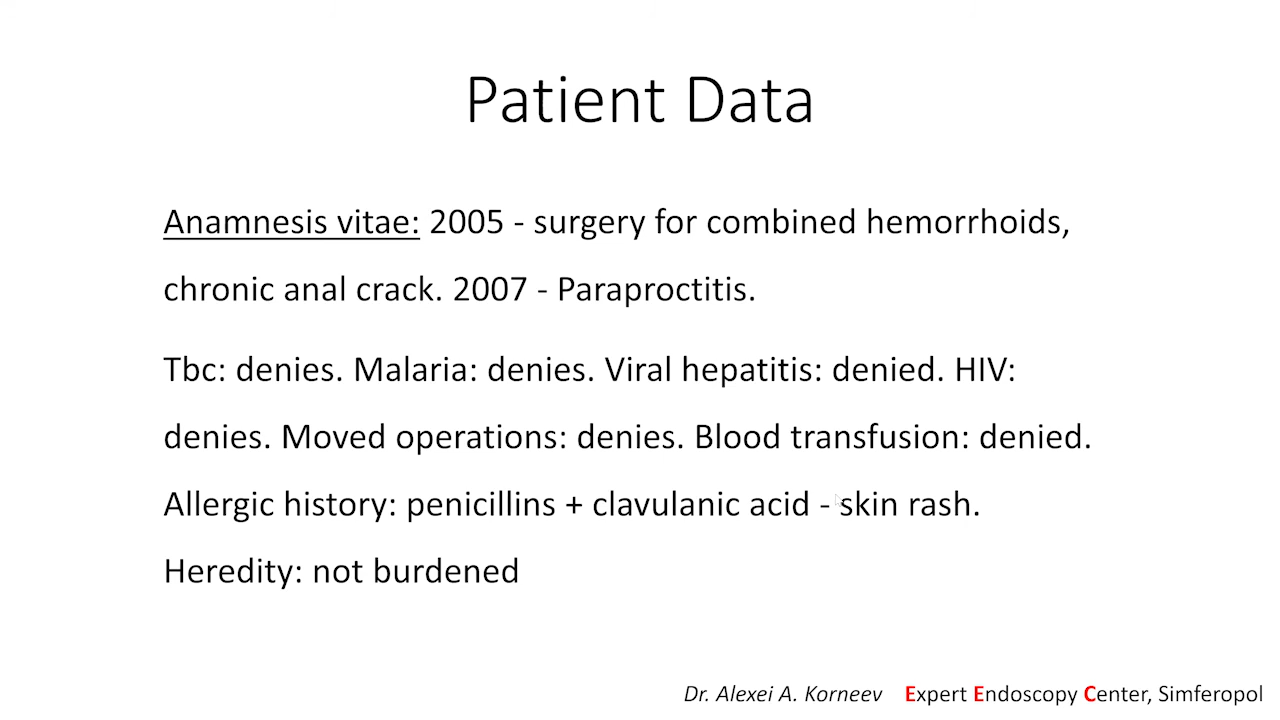 Patient Data
Anamnesis vitae: 2005 - surgery for combined hemorrhoids,
chronic anal crack. 2007 - Paraproctitis.
Tbc: denies. Malaria: denies. Viral hepatitis: denied. HIV:
denies. Moved operations: denies. Blood transfusion: denied.
Allergic history: penicillins + clavulanic acid - skin rash.
Heredity: not burdened
Dr. Alexei A. Korneev Expert Endoscopy Center, Simferopol